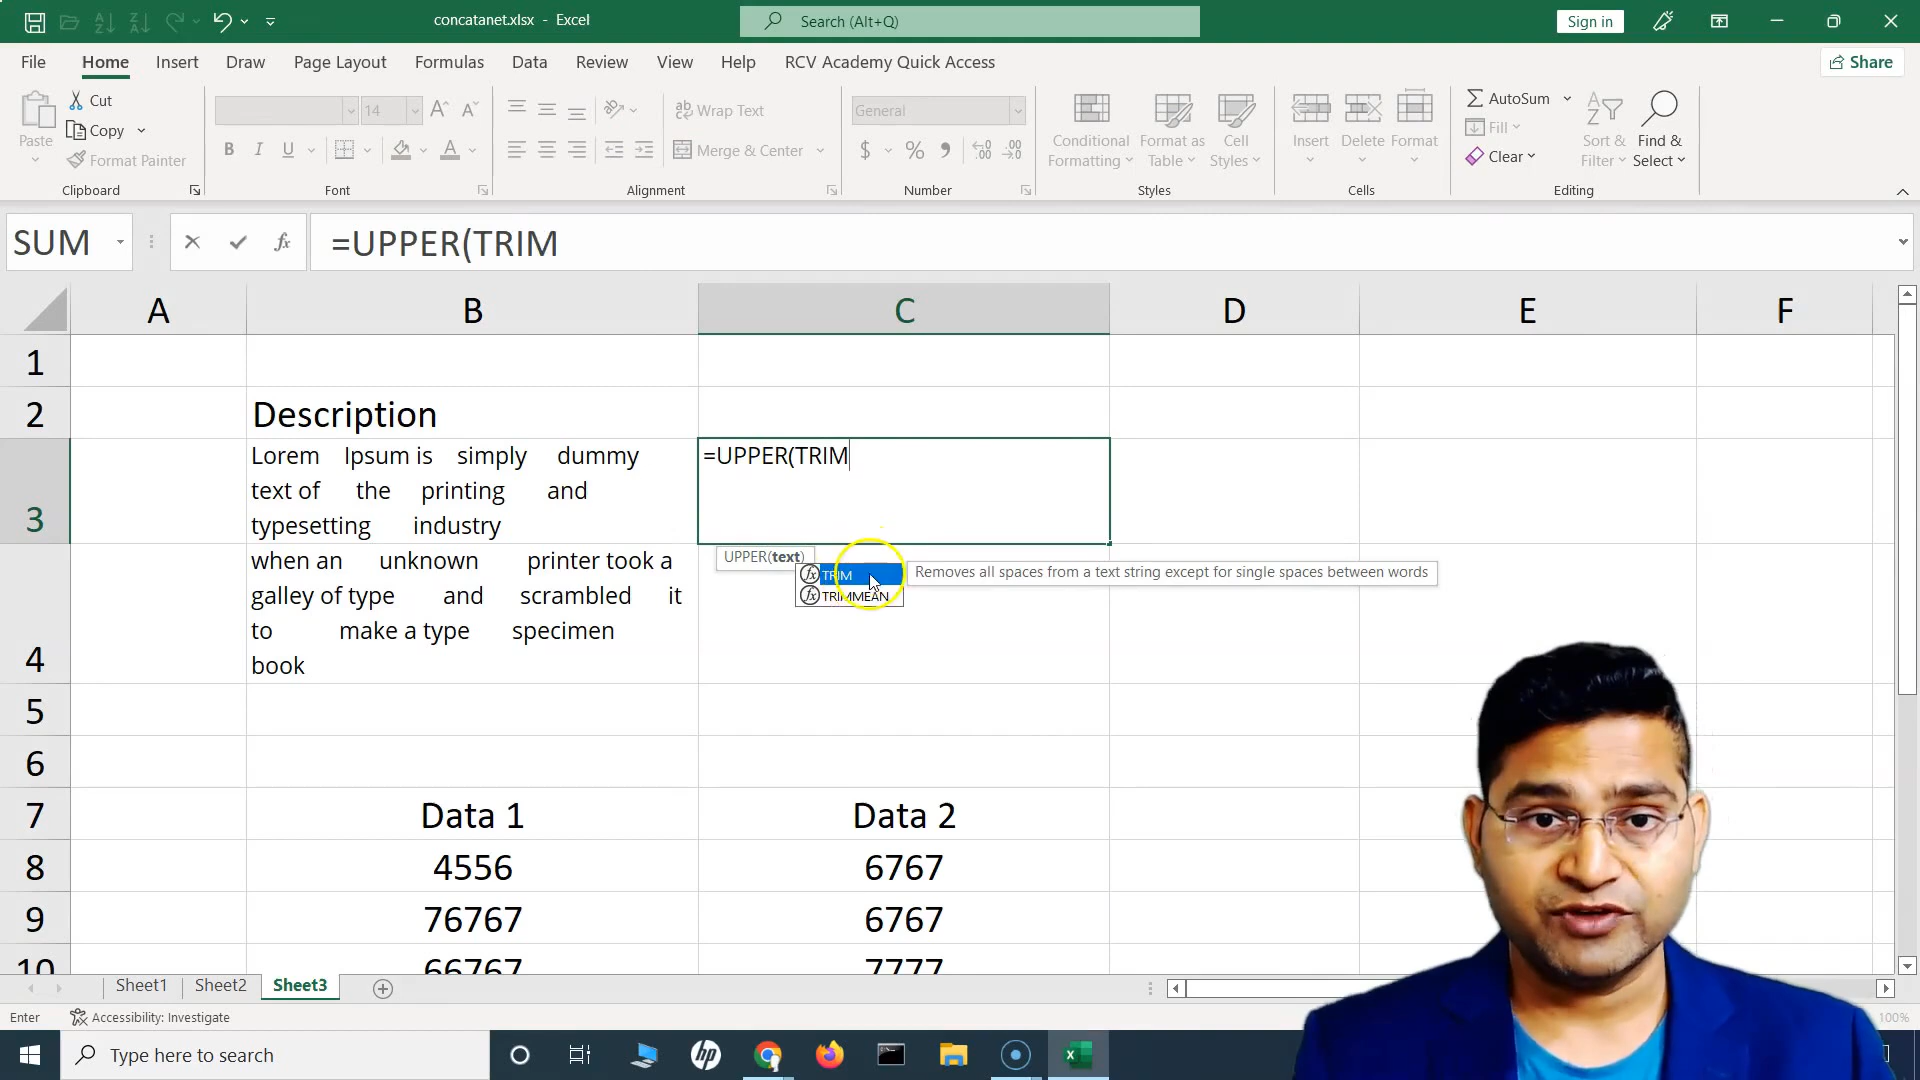 concatanet.xlsx - Excel
Search (Alt+Q)
Sign in
File Home Insert Draw Page Layout Formulas Data Review View Help RCV Academy Quick Access
Share
Paste
Cut
Copy
Format Painter
Clipboard
14
B I U
Font
Wrap Text
Merge & Center
Alignment
General
$ % 9
Number
Conditional Formatting
Format as Table
Cell Styles
Styles
Insert Delete Format
Cells
AutoSum
Fill
Clear
Sort & Filter
Find & Select
Editing
SUM
fx
=UPPER(TRIM
A B C D E F
1
2 Description
3
Lorem Ipsum is simply dummy
text of the printing and
typesetting industry
=UPPER(TRIM
4
when an unknown printer took a
galley of type and scrambled it
to make a type specimen
book
UPPER(text)
TRIM
TRIMMEAN
Removes all spaces from a text string except for single spaces between words
5
6
7 Data 1 Data 2
8 4556 6767
9 76767 6767
10 66767 7777
Sheet1 Sheet2 Sheet3
Enter
Accessibility: Investigate
100%
Type here to search
hp